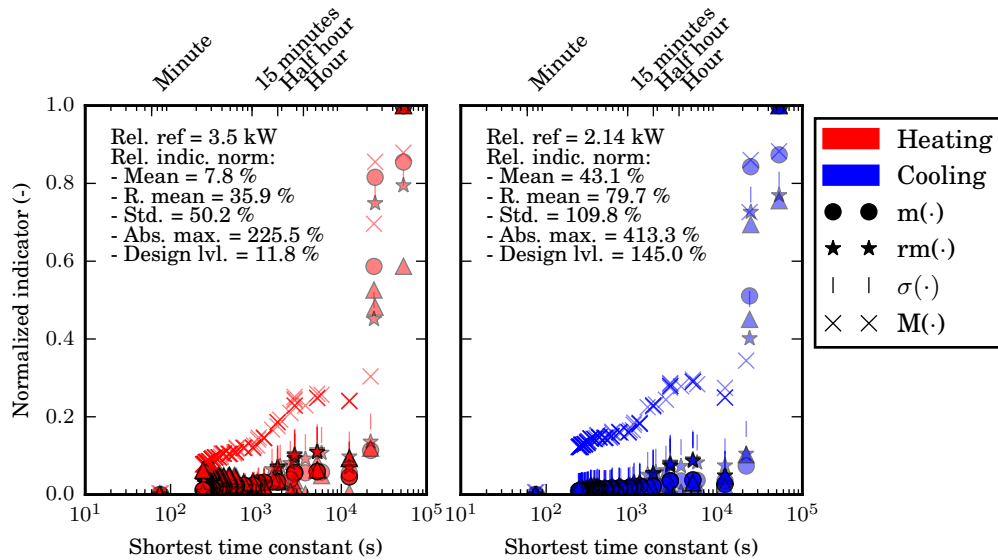 Minute
15 minutes
Half hour
Hour
Minute
15 minutes
Half hour
Hour
Normalized indicator (-)
1.0
0.8
0.6
0.4
0.2
0.0
Rel. ref = 3.5 kW
Rel. indic. norm:
- Mean = 7.8 %
- R. mean = 35.9 %
- Std. = 50.2 %
- Abs. max. = 225.5 %
- Design lvl. = 11.8 %
Rel. ref = 2.14 kW
Rel. indic. norm:
- Mean = 43.1 %
- R. mean = 79.7 %
- Std. = 109.8 %
- Abs. max. = 413.3 %
- Design lvl. = 145.0 %
Heating
Cooling
m(·)
rm(·)
σ(·)
M(·)
10¹ 10² 10³ 10⁴ 10⁵
10¹ 10² 10³ 10⁴ 10⁵
Shortest time constant (s)
Shortest time constant (s)